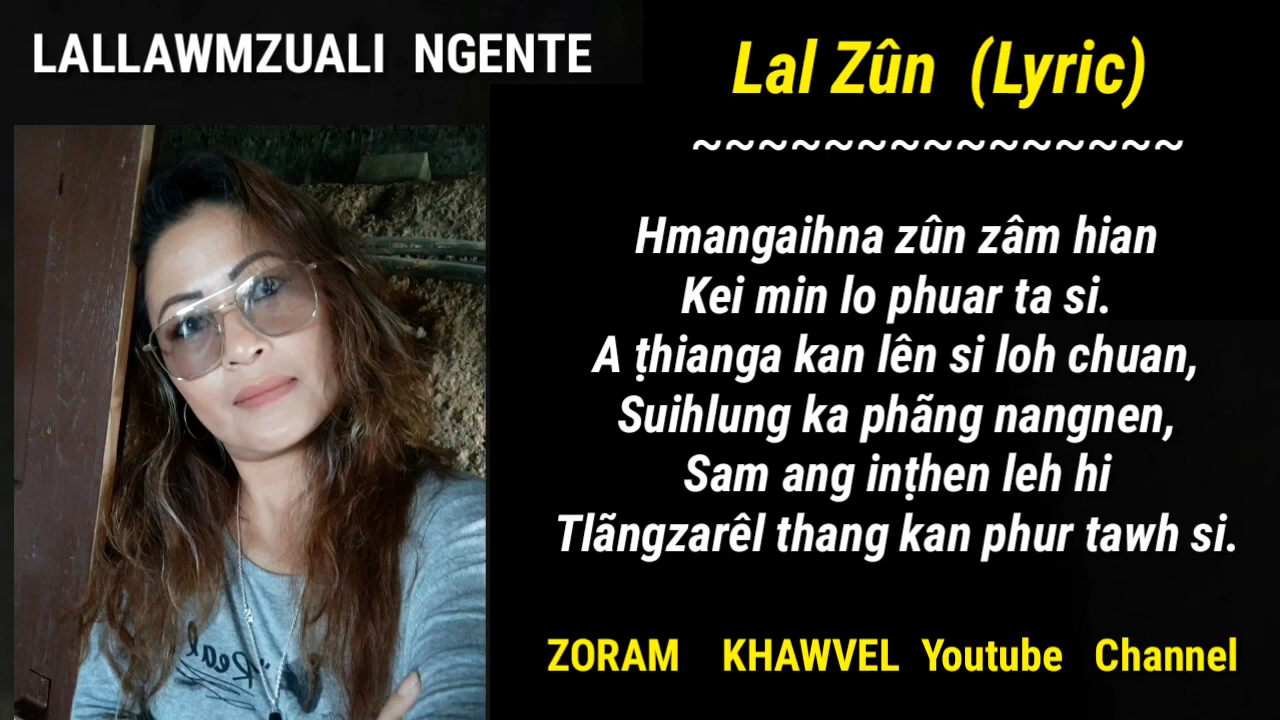 LALLAWMZUALI NGENTE
Lal Zûn (Lyric)
~~~~~~~~~~~~~~~
Hmangaihna zûn zâm hian
Kei min lo phuar ta si.
A ṭhianga kan lên si loh chuan,
Suihlung ka phãng nangnen,
Sam ang inṭhen leh hi
Tlãngzarêl thang kan phur tawh si.
"Real
ZORAM KHAWVEL Youtube Channel